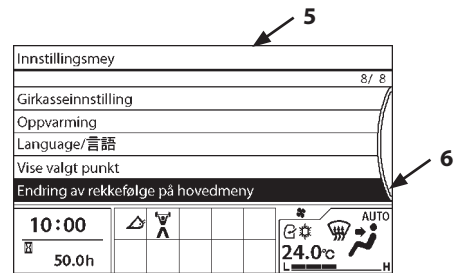 5
Innstillingsmey
8/ 8
Girkasseinnstilling
Oppvarming
Language/言語
Vise valgt punkt
Endring av rekkefølge på hovedmeny
6
10:00
50.0h
AUTO
24.0℃
L H